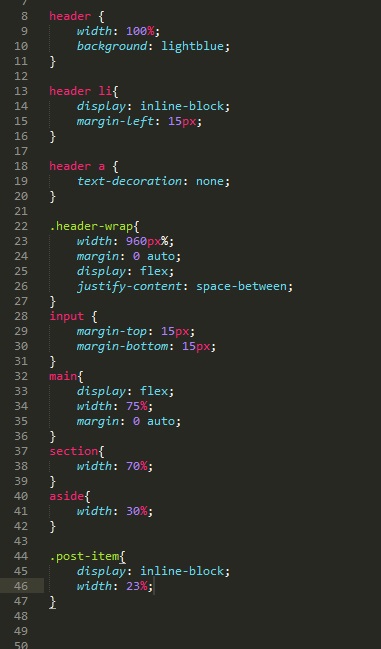 7
8 header {
9 width: 100%;
10 background: lightblue;
11 }
12
13 header li{
14 display: inline-block;
15 margin-left: 15px;
16 }
17
18 header a {
19 text-decoration: none;
20 }
21
22 .header-wrap{
23 width: 960px%;
24 margin: 0 auto;
25 display: flex;
26 justify-content: space-between;
27 }
28 input {
29 margin-top: 15px;
30 margin-bottom: 15px;
31 }
32 main{
33 display: flex;
34 width: 75%;
35 margin: 0 auto;
36 }
37 section{
38 width: 70%;
39 }
40 aside{
41 width: 30%;
42 }
43
44 .post-item{
45 display: inline-block;
46 width: 23%;
47 }
48
49
50